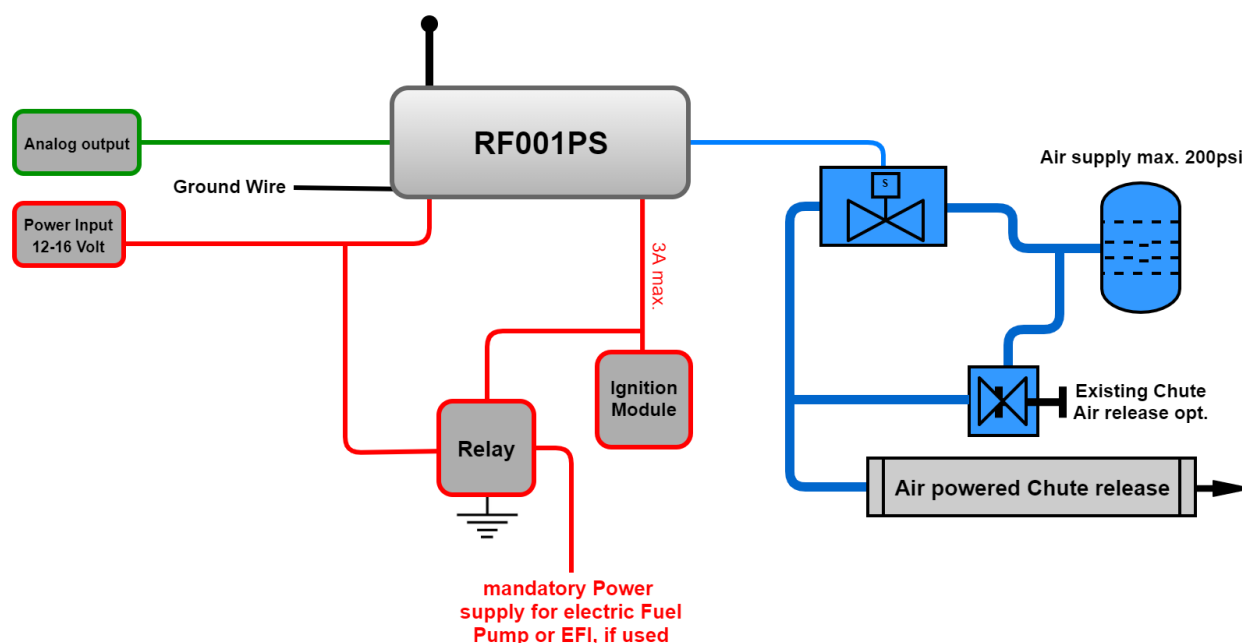 RF001PS
Analog output
Ground Wire
Power Input
12-16 Volt
3A max.
Ignition
Module
Relay
mandatory Power
supply for electric Fuel
Pump or EFI, if used
S
Air supply max. 200psi
Existing Chute
Air release opt.
Air powered Chute release